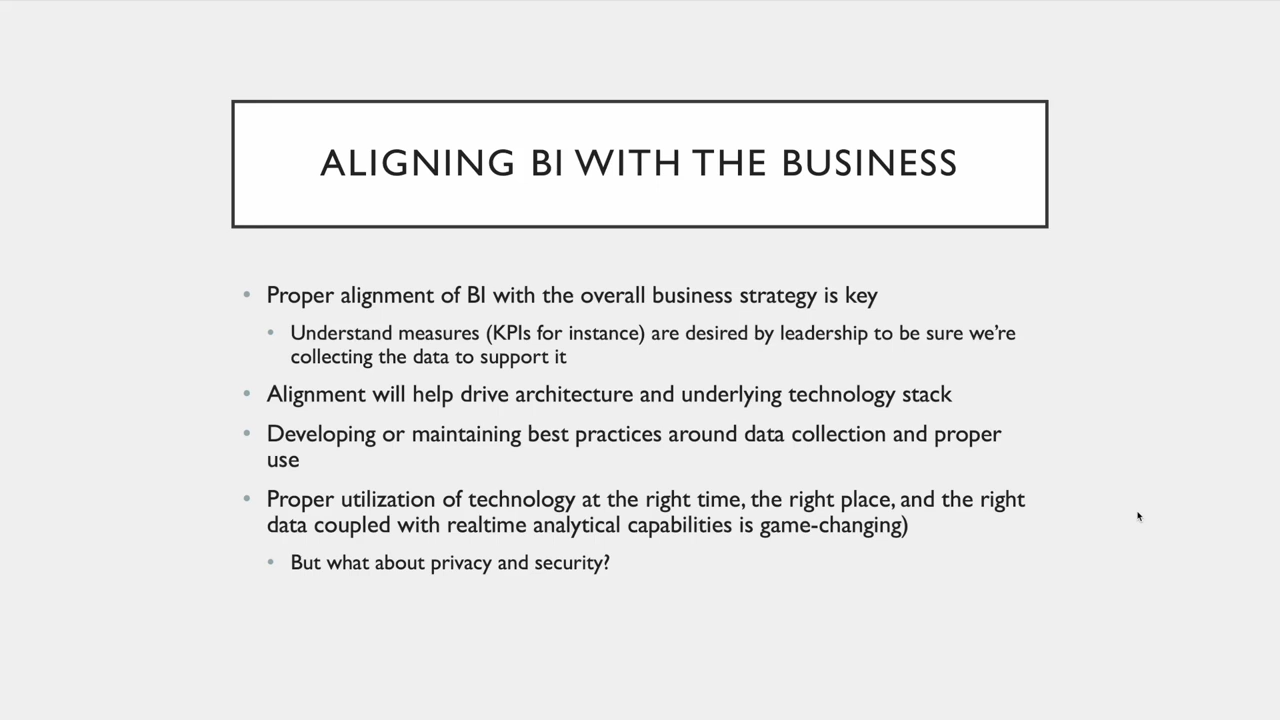 ALIGNING BI WITH THE BUSINESS
• Proper alignment of BI with the overall business strategy is key
• Understand measures (KPIs for instance) are desired by leadership to be sure we’re
collecting the data to support it
• Alignment will help drive architecture and underlying technology stack
• Developing or maintaining best practices around data collection and proper
use
• Proper utilization of technology at the right time, the right place, and the right
data coupled with realtime analytical capabilities is game-changing)
• But what about privacy and security?